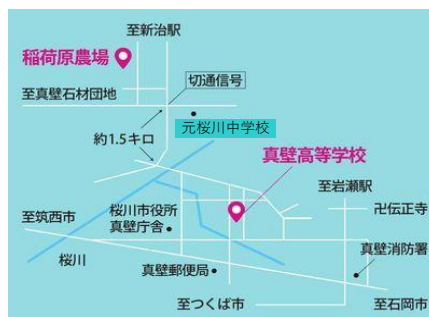 至新治駅
稲荷原農場
切通信号
至真壁石材団地
元桜川中学校
約1.5キロ
真壁高等学校
至岩瀬駅
卍伝正寺
至筑西市
桜川市役所
真壁庁舎
真壁消防署
桜川
真壁郵便局
至つくば市
至石岡市